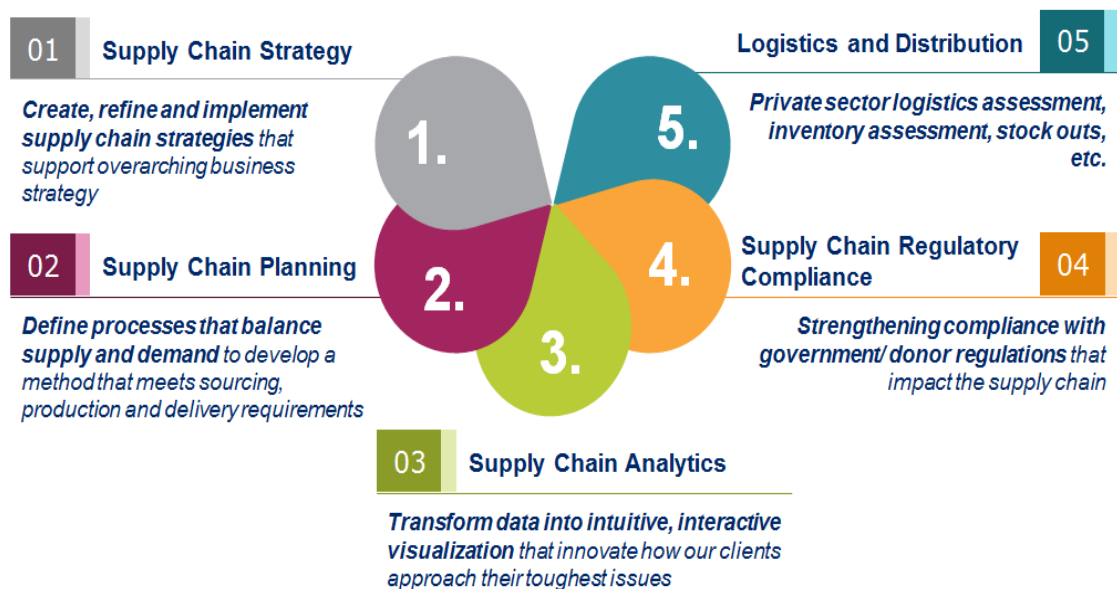 01
Supply Chain Strategy
Create, refine and implement
supply chain strategies that
support overarching business
strategy
02
Supply Chain Planning
Define processes that balance
supply and demand to develop a
method that meets sourcing,
production and delivery requirements
1.
2.
3.
4.
5.
03
Supply Chain Analytics
Transform data into intuitive, interactive
visualization that innovate how our clients
approach their toughest issues
Supply Chain Regulatory
Compliance
04
Strengthening compliance with
government/ donor regulations that
impact the supply chain
Logistics and Distribution
05
Private sector logistics assessment,
inventory assessment, stock outs,
etc.